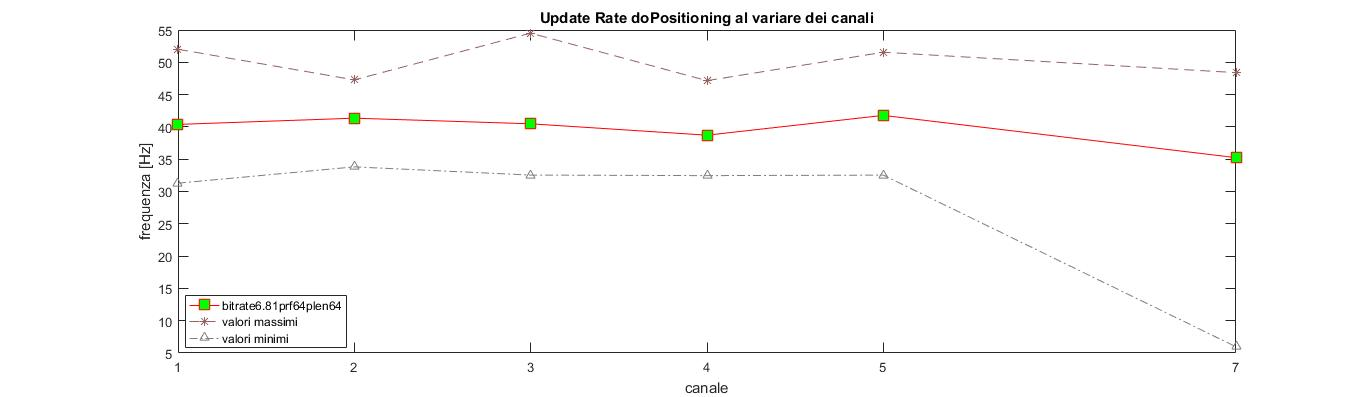 Update Rate doPositioning al variare dei canali
55
50
45
40
35
30
25
20
15
10
5
frequenza [Hz]
bitrate6.81prf64plen64
valori massimi
valori minimi
1 2 3 4 5 7
canale